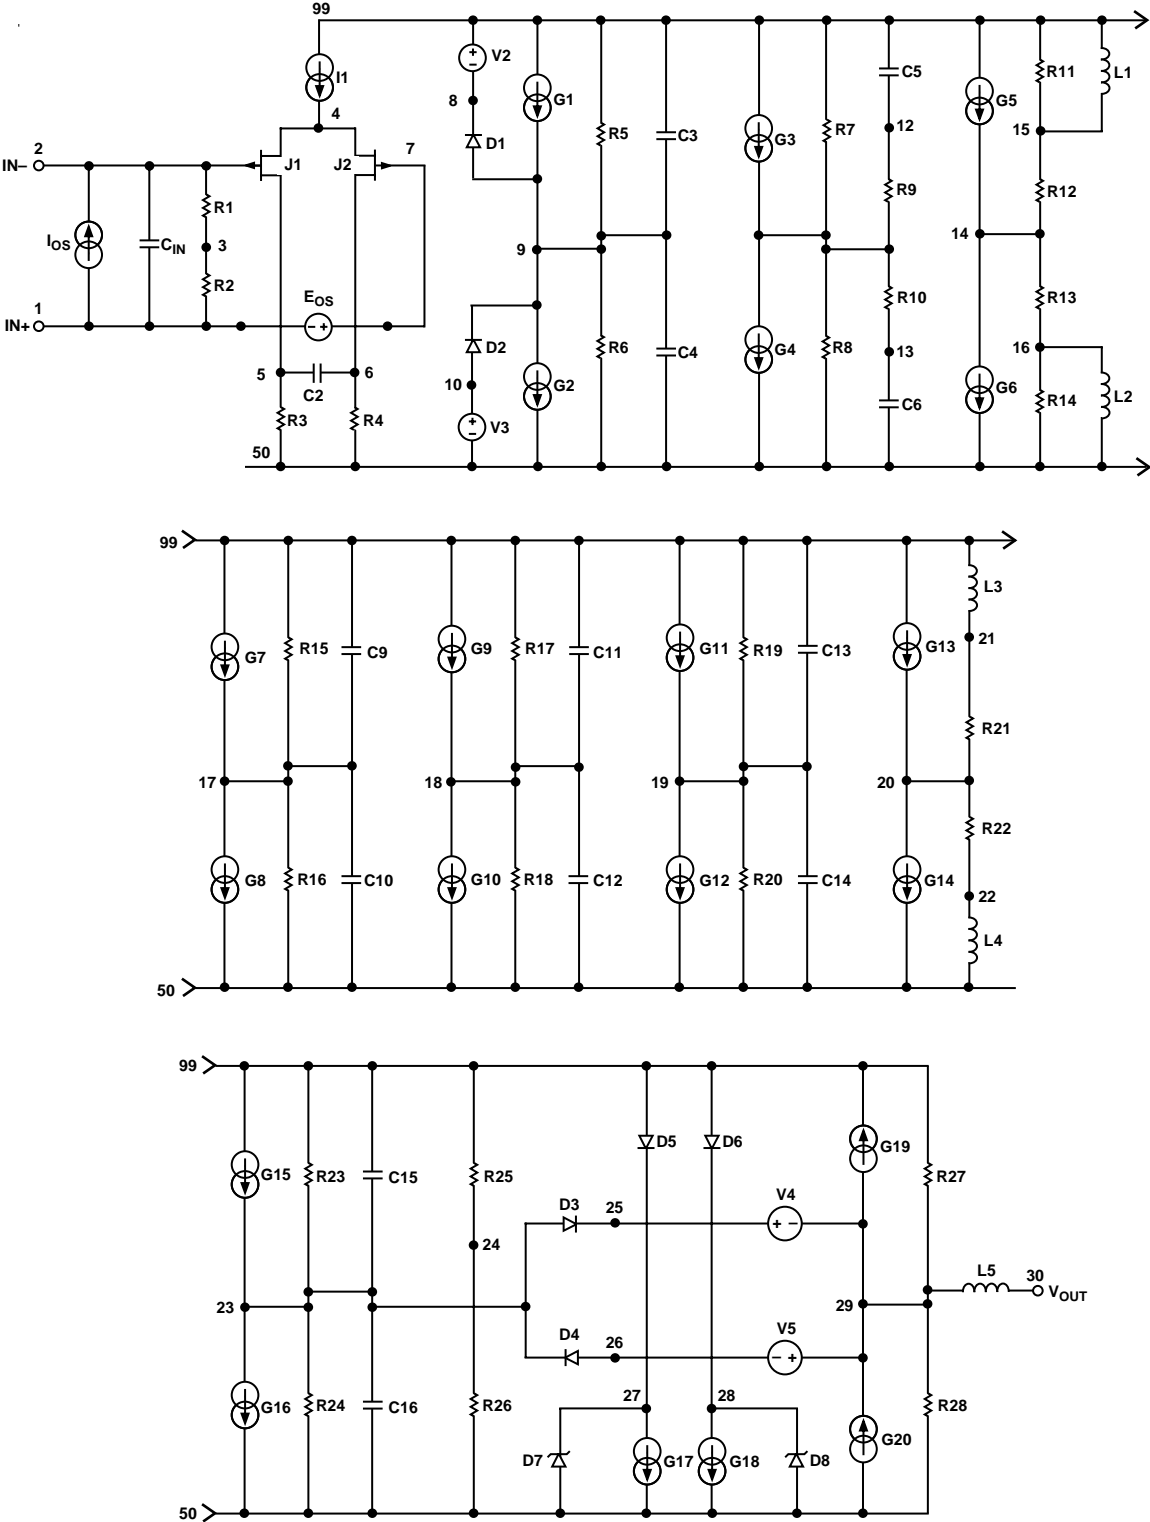 99
I1
4
V2
8
D1
G1
R5
C3
G3
R7
C5
12
R9
G5
R11
L1
15
R12
2
IN–
J1
J2
7
R1
3
R2
IOS
CIN
9
14
1
IN+
EOS
D2
10
V3
G2
R6
C4
G4
R8
R10
13
C6
R13
16
G6
R14
L2
5
C2
6
R3
R4
50
99
L3
21
G7
R15
C9
G9
R17
C11
G11
R19
C13
G13
R21
17
18
19
20
R22
G8
R16
C10
G10
R18
C12
G12
R20
C14
G14
22
L4
50
99
D5
D6
G19
G15
R23
C15
R25
R27
D3
25
V4
24
L5
30
VOUT
23
29
D4
26
V5
27
28
G16
R24
C16
R26
R28
D7
G17
G18
D8
G20
50